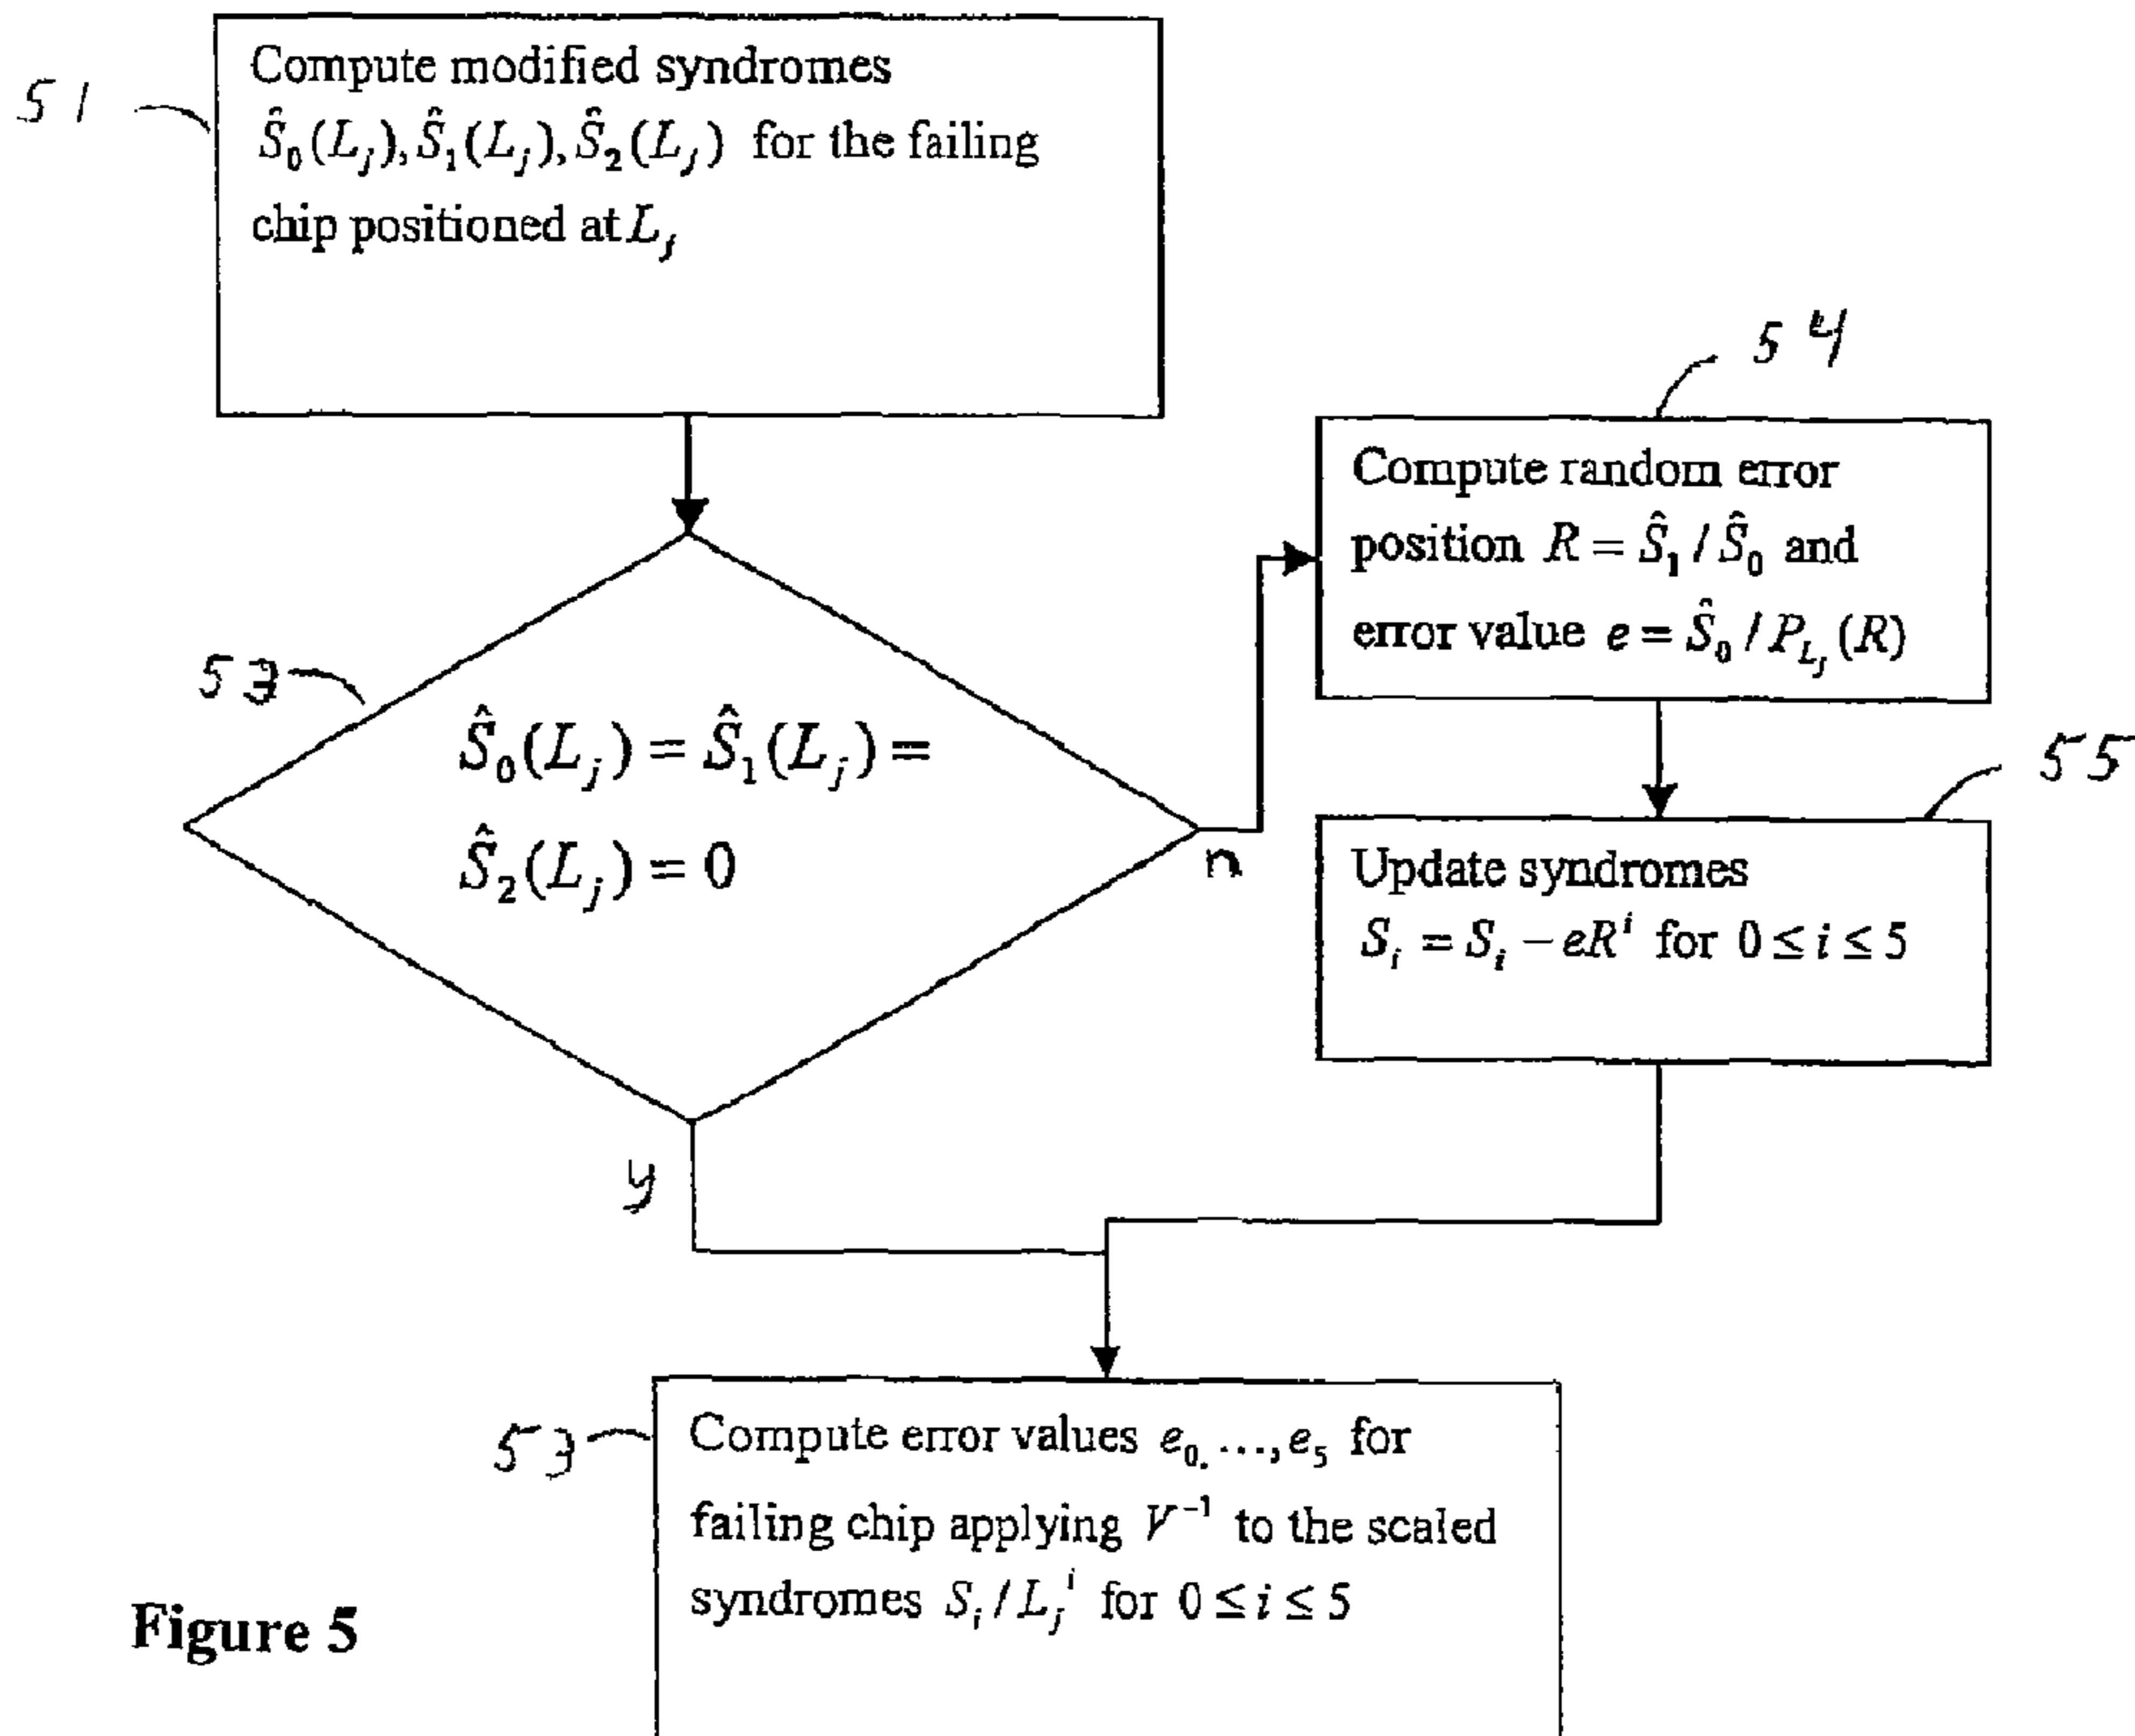 51
Compute modified syndromes
Ŝ₀(Lⱼ), Ŝ₁(Lⱼ), Ŝ₂(Lⱼ) for the failing
chip positioned at Lⱼ
53
Ŝ₀(Lⱼ) = Ŝ₁(Lⱼ) =
Ŝ₂(Lⱼ) = 0
n
y
54
Compute random error
position R = Ŝ₁ / Ŝ₀ and
error value e = Ŝ₀ / P_{Lⱼ}(R)
55
Update syndromes
Sᵢ = Sᵢ − eRⁱ for 0 ≤ i ≤ 5
53
Compute error values e₀. ..., e₅ for
failing chip applying V⁻¹ to the scaled
syndromes Sᵢ / Lⱼⁱ for 0 ≤ i ≤ 5
Figure 5